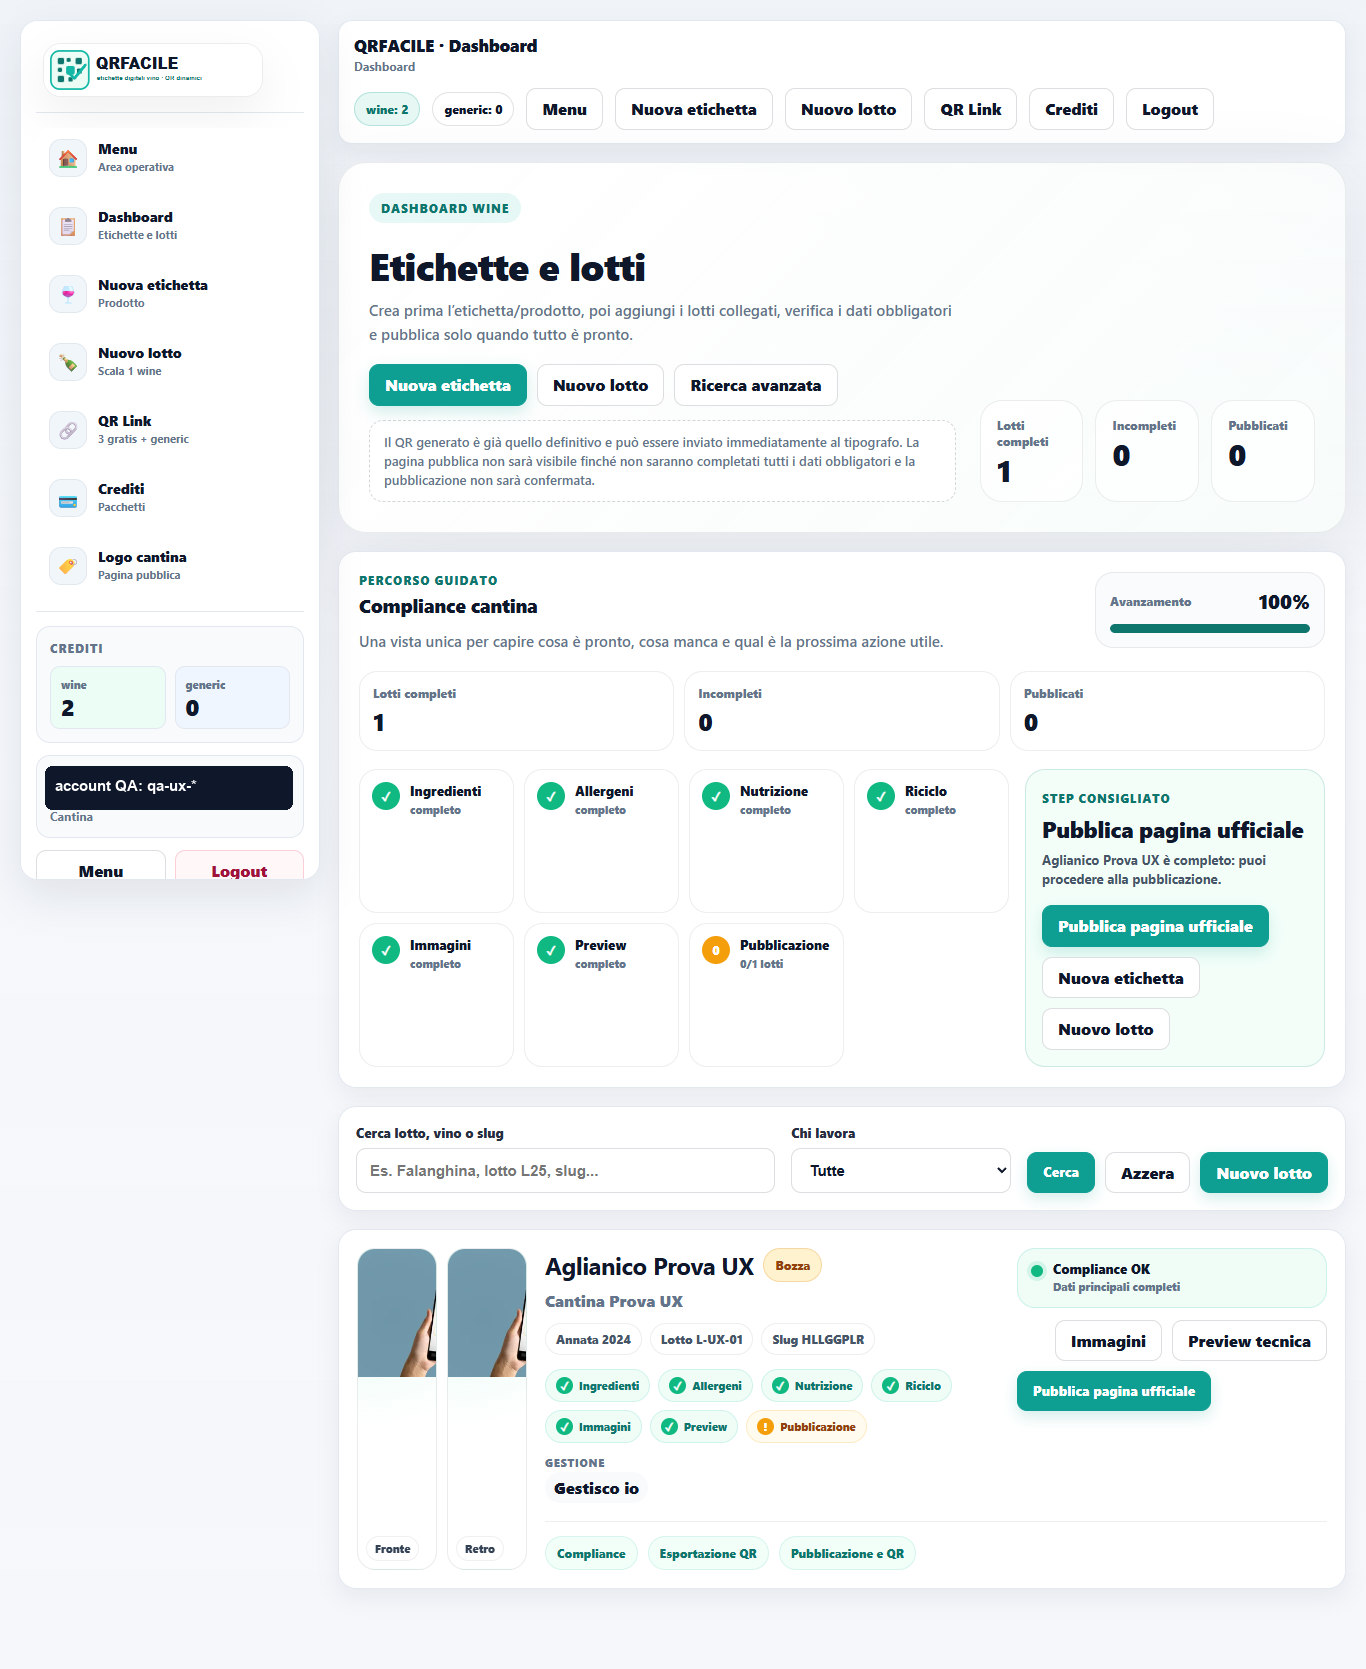 QRFACILE
etichette digitali vino · QR dinamici
Menu
Area operativa
Dashboard
Etichette e lotti
Nuova etichetta
Prodotto
Nuovo lotto
Scala 1 wine
QR Link
3 gratis + generic
Crediti
Pacchetti
Logo cantina
Pagina pubblica
CREDITI
wine
2
generic
0
account QA: qa-ux-*
Cantina
Menu
Logout
QRFACILE · Dashboard
Dashboard
wine: 2
generic: 0
Menu
Nuova etichetta
Nuovo lotto
QR Link
Crediti
Logout
DASHBOARD WINE
Etichette e lotti
Crea prima l'etichetta/prodotto, poi aggiungi i lotti collegati, verifica i dati obbligatori
e pubblica solo quando tutto è pronto.
Nuova etichetta
Nuovo lotto
Ricerca avanzata
Il QR generato è già quello definitivo e può essere inviato immediatamente al tipografo. La
pagina pubblica non sarà visibile finché non saranno completati tutti i dati obbligatori e la
pubblicazione non sarà confermata.
Lotti
completi
1
Incompleti
0
Pubblicati
0
PERCORSO GUIDATO
Compliance cantina
Una vista unica per capire cosa è pronto, cosa manca e qual è la prossima azione utile.
Avanzamento
100%
Lotti completi
1
Incompleti
0
Pubblicati
0
Ingredienti
completo
Allergeni
completo
Nutrizione
completo
Riciclo
completo
Immagini
completo
Preview
completo
0
Pubblicazione
0/1 lotti
STEP CONSIGLIATO
Pubblica pagina ufficiale
Aglianico Prova UX è completo: puoi
procedere alla pubblicazione.
Pubblica pagina ufficiale
Nuova etichetta
Nuovo lotto
Cerca lotto, vino o slug
Es. Falanghina, lotto L25, slug...
Chi lavora
Tutte
Cerca
Azzera
Nuovo lotto
Fronte
Retro
Aglianico Prova UX
Bozza
Cantina Prova UX
Annata 2024
Lotto L-UX-01
Slug HLLGGPLR
Ingredienti
Allergeni
Nutrizione
Riciclo
Immagini
Preview
! Pubblicazione
GESTIONE
Gestisco io
Compliance
Esportazione QR
Pubblicazione e QR
Compliance OK
Dati principali completi
Immagini
Preview tecnica
Pubblica pagina ufficiale